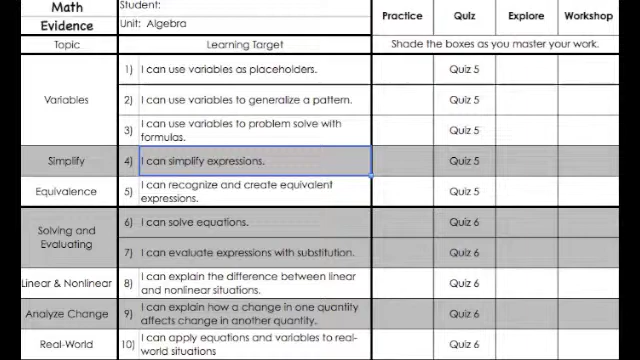 Math Student:
Evidence Unit: Algebra
Practice Quiz Explore Workshop
Topic Learning Target Shade the boxes as you master your work.
Variables
1) I can use variables as placeholders. Quiz 5
2) I can use variables to generalize a pattern. Quiz 5
3) I can use variables to problem solve with
formulas. Quiz 5
Simplify 4) I can simplify expressions. Quiz 5
Equivalence 5) I can recognize and create equivalent
expressions. Quiz 5
Solving and
Evaluating
6) I can solve equations. Quiz 6
7) I can evaluate expressions with substitution. Quiz 6
Linear & Nonlinear 8) I can explain the difference between linear
and nonlinear situations. Quiz 6
Analyze Change 9) I can explain how a change in one quantity
affects change in another quantity. Quiz 6
Real-World 10) I can apply equations and variables to real-
world situations Quiz 6